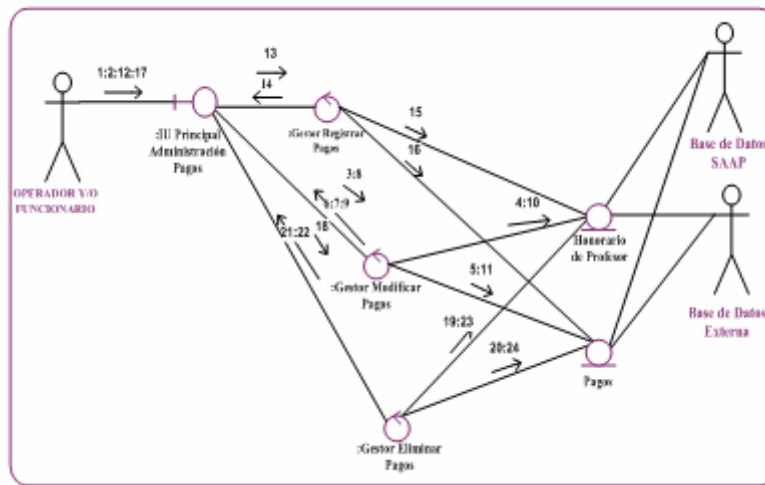 13
14
1:2:12:17
:IU Principal
Administración
Pagos
:Gestor Registrar
Pagos
15
16
Base de Datos
SAAP
OPERADOR Y/O
FUNCIONARIO
3:8
6:7:9
21:22
18
4:10
Honorario
de Profesor
:Gestor Modificar
Pagos
5:11
Base de Datos
Externa
19:23
20:24
Pagos
:Gestor Eliminar
Pagos